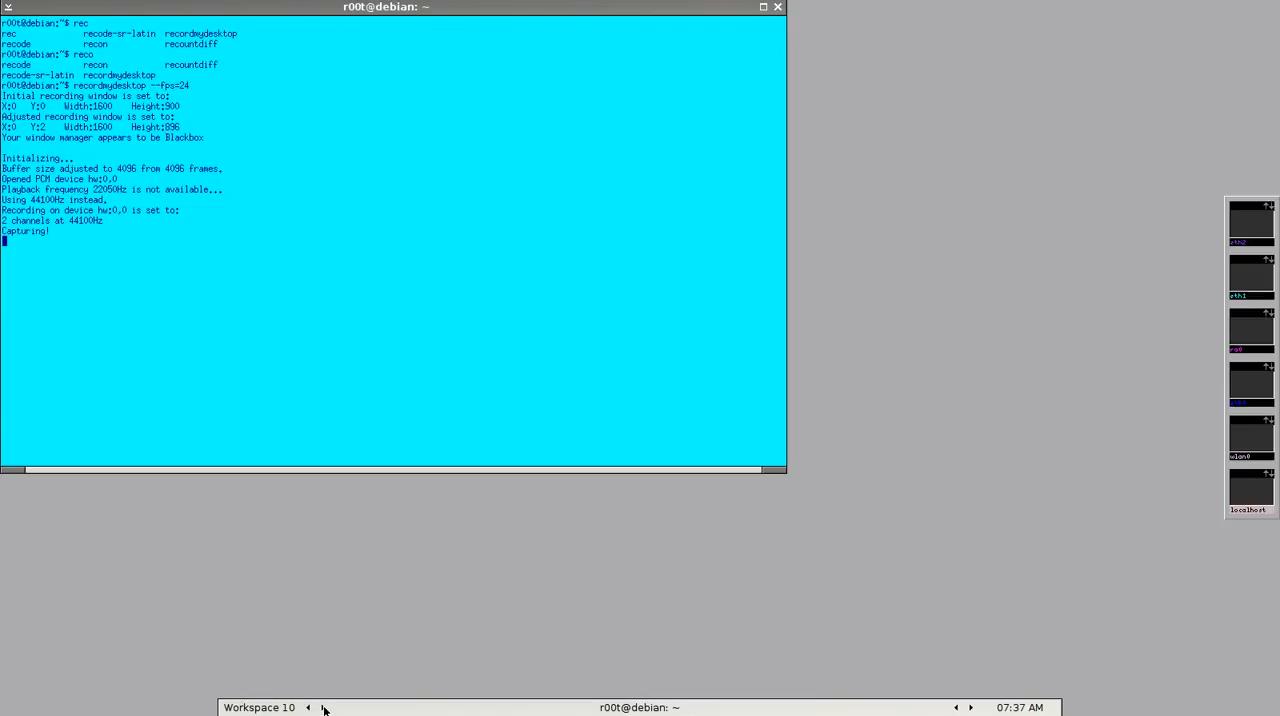 r00t@debian: ~
r00t@debian:~$ rec
rec recode-sr-latin recordmydesktop
recode recon recountdiff
r00t@debian:~$ reco
recode recon recountdiff
recode-sr-latin recordmydesktop
r00t@debian:~$ recordmydesktop --fps=24
Initial recording window is set to:
X:0 Y:0 Width:1600 Height:900
Adjusted recording window is set to:
X:0 Y:2 Width:1600 Height:896
Your window manager appears to be Blackbox
Initializing...
Buffer size adjusted to 4096 from 4096 frames.
Opened PCM device hw:0,0
Playback frequency 22050Hz is not available...
Using 44100Hz instead.
Recording on device hw:0,0 is set to:
2 channels at 44100Hz
Capturing!
eth2
eth1
wlan0
localhost
Workspace 10
r00t@debian: ~
07:37 AM